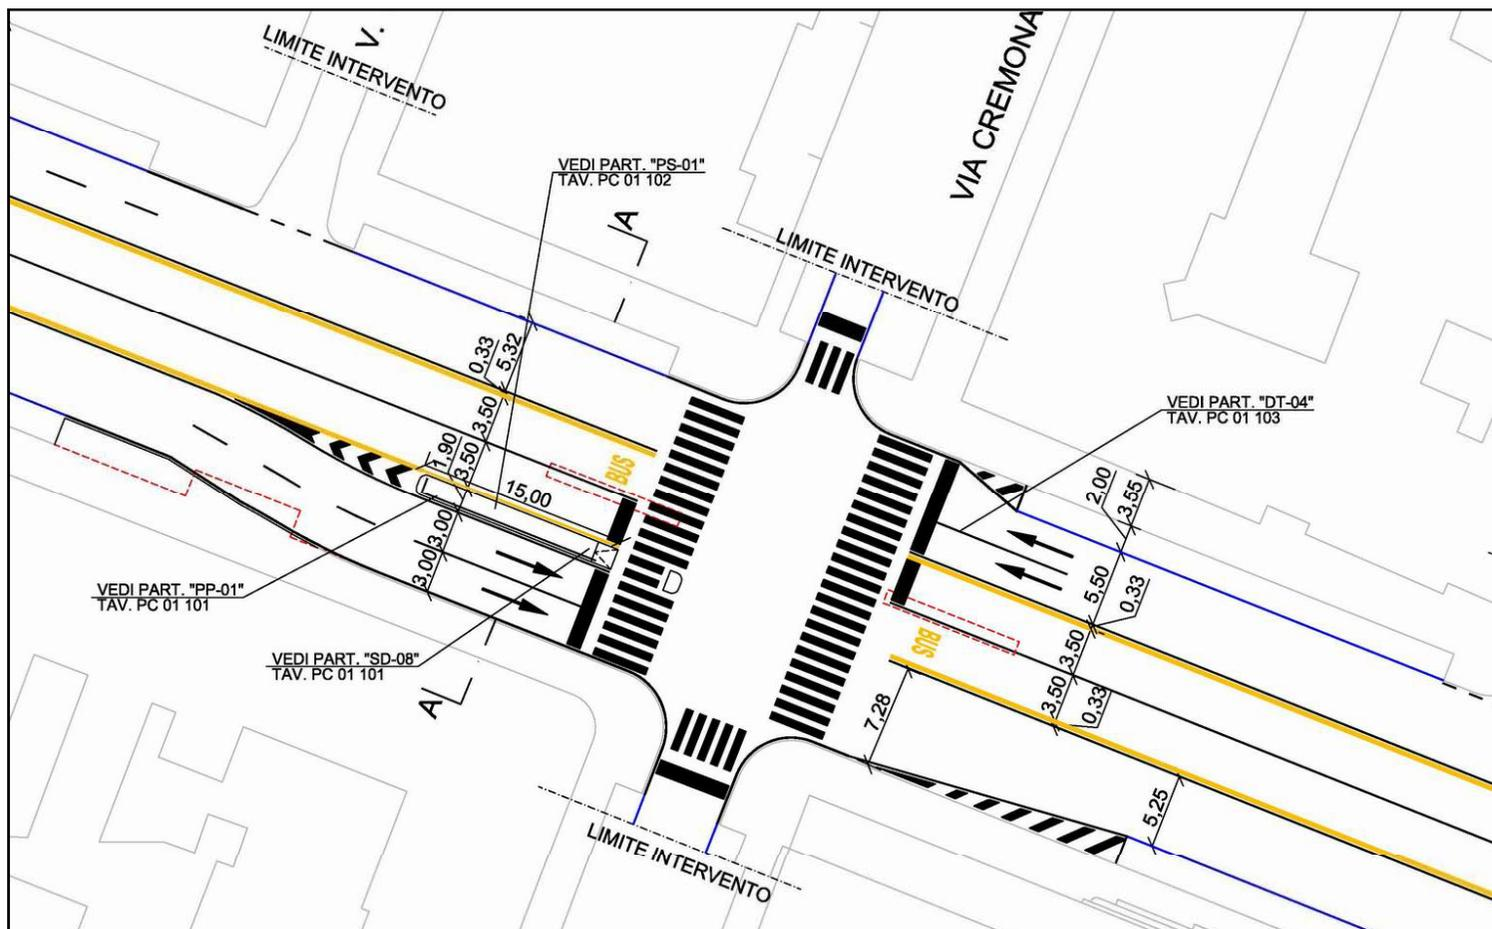 V.
LIMITE INTERVENTO
VIA CREMONA
VEDI PART. "PS-01"
TAV. PC 01 102
A
LIMITE INTERVENTO
0,33
5,32
3,50
1,90
3,50
15,00
3,00
3,00
BUS
VEDI PART. "DT-04"
TAV. PC 01 103
2,00
3,55
5,50
0,33
3,50
3,50
0,33
BUS
7,28
5,25
VEDI PART. "PP-01"
TAV. PC 01 101
VEDI PART. "SD-08"
TAV. PC 01 101
A
D
LIMITE INTERVENTO